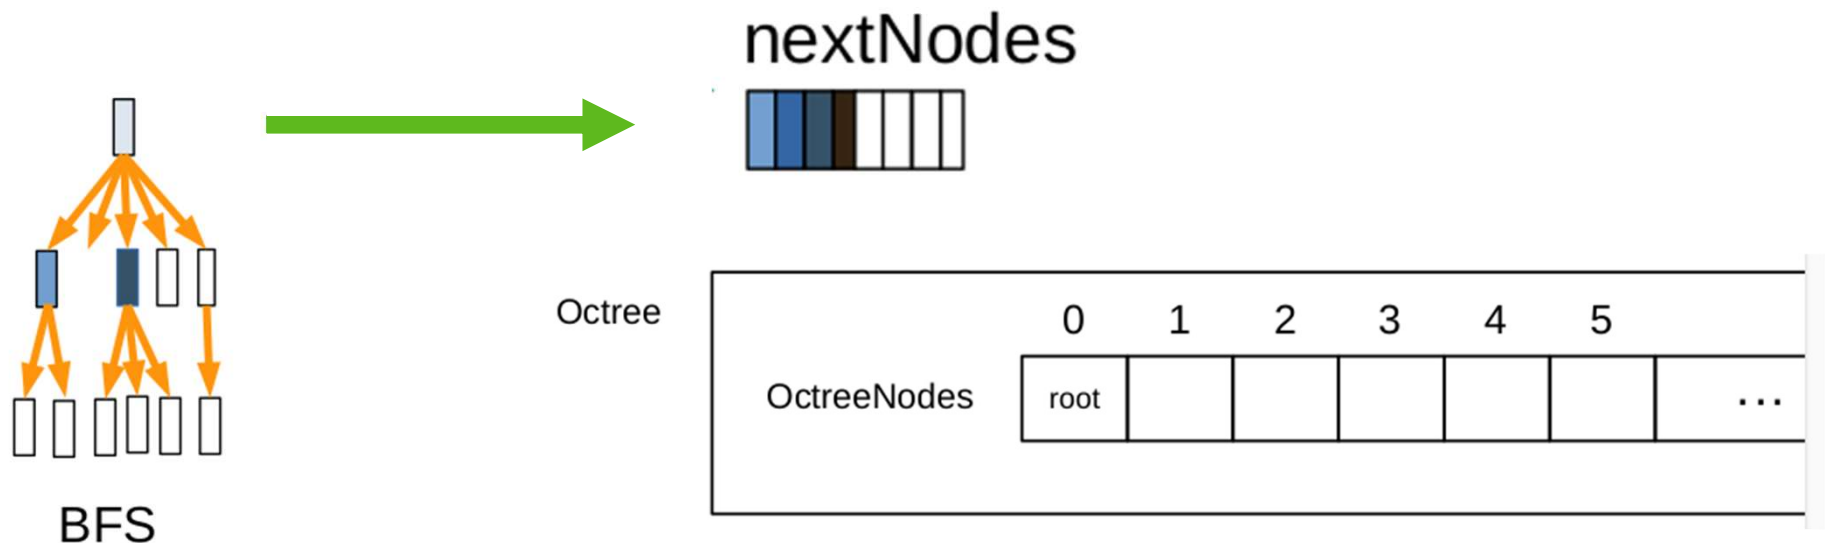 nextNodes
Octree
0 1 2 3 4 5
OctreeNodes
root
...
BFS